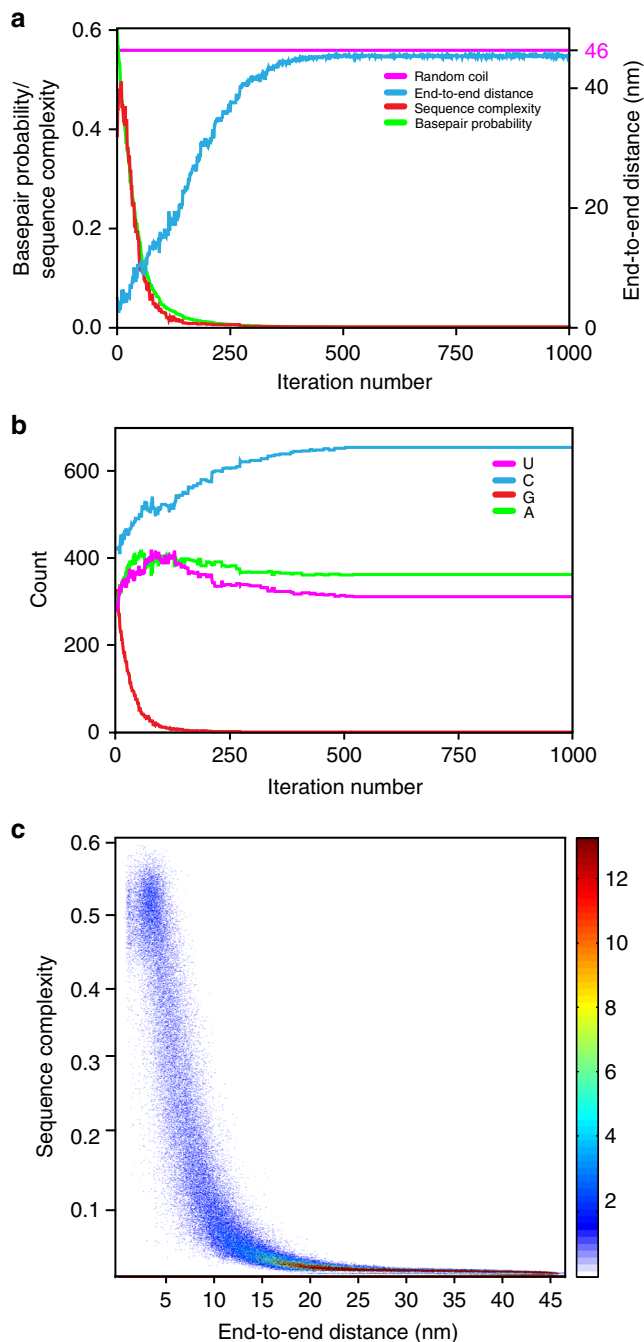 a
0.6
0.4
0.2
0.0
Basepair probability/
sequence complexity
Random coil
End-to-end distance
Sequence complexity
Basepair probability
46
40
20
0
End-to-end distance (nm)
0
250
500
750
1000
Iteration number
b
600
400
200
0
Count
U
C
G
A
0
250
500
750
1000
Iteration number
c
0.6
0.5
0.4
0.3
0.2
0.1
Sequence complexity
12
10
8
6
4
2
5
10
15
20
25
30
35
40
45
End-to-end distance (nm)